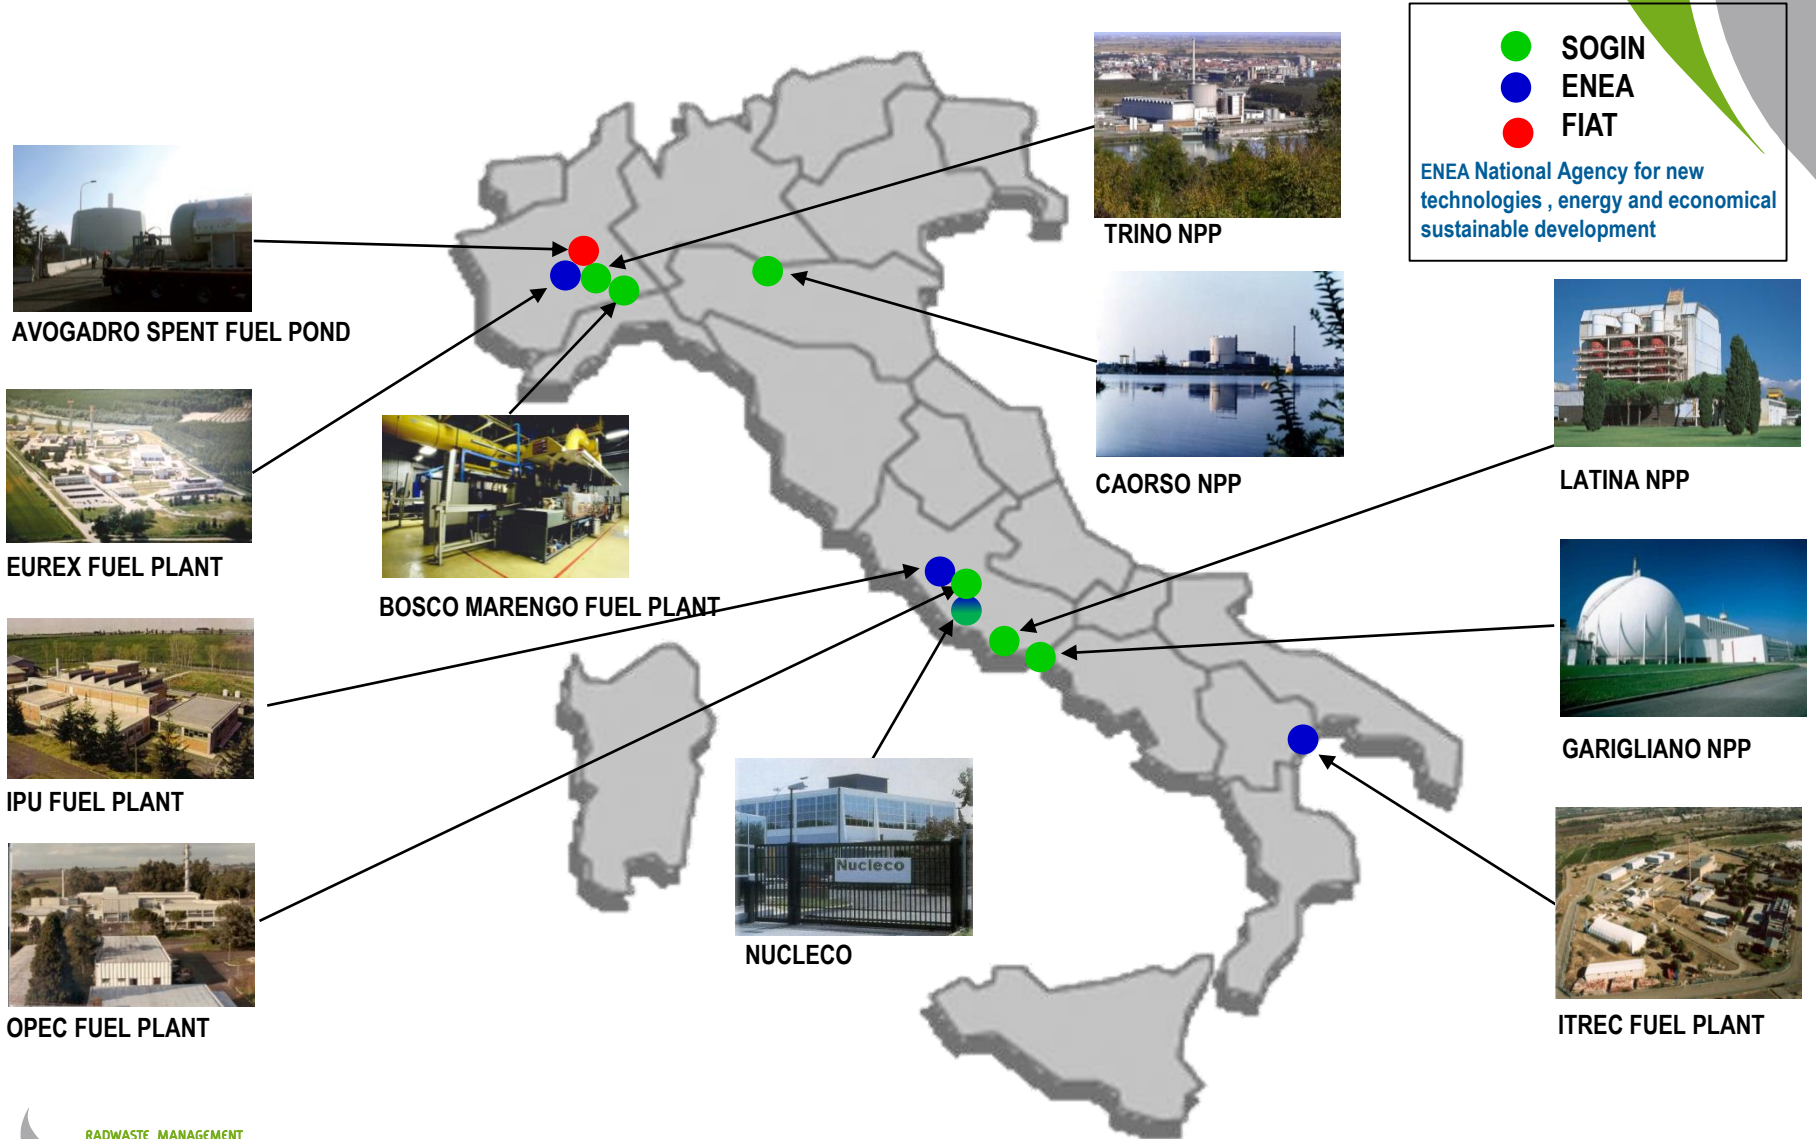 SOGIN
ENEA
FIAT
ENEA National Agency for new
technologies , energy and economical
sustainable development
TRINO NPP
AVOGADRO SPENT FUEL POND
CAORSO NPP
LATINA NPP
EUREX FUEL PLANT
BOSCO MARENGO FUEL PLANT
GARIGLIANO NPP
IPU FUEL PLANT
Nucleco
NUCLECO
OPEC FUEL PLANT
ITREC FUEL PLANT
RADWASTE MANAGEMENT